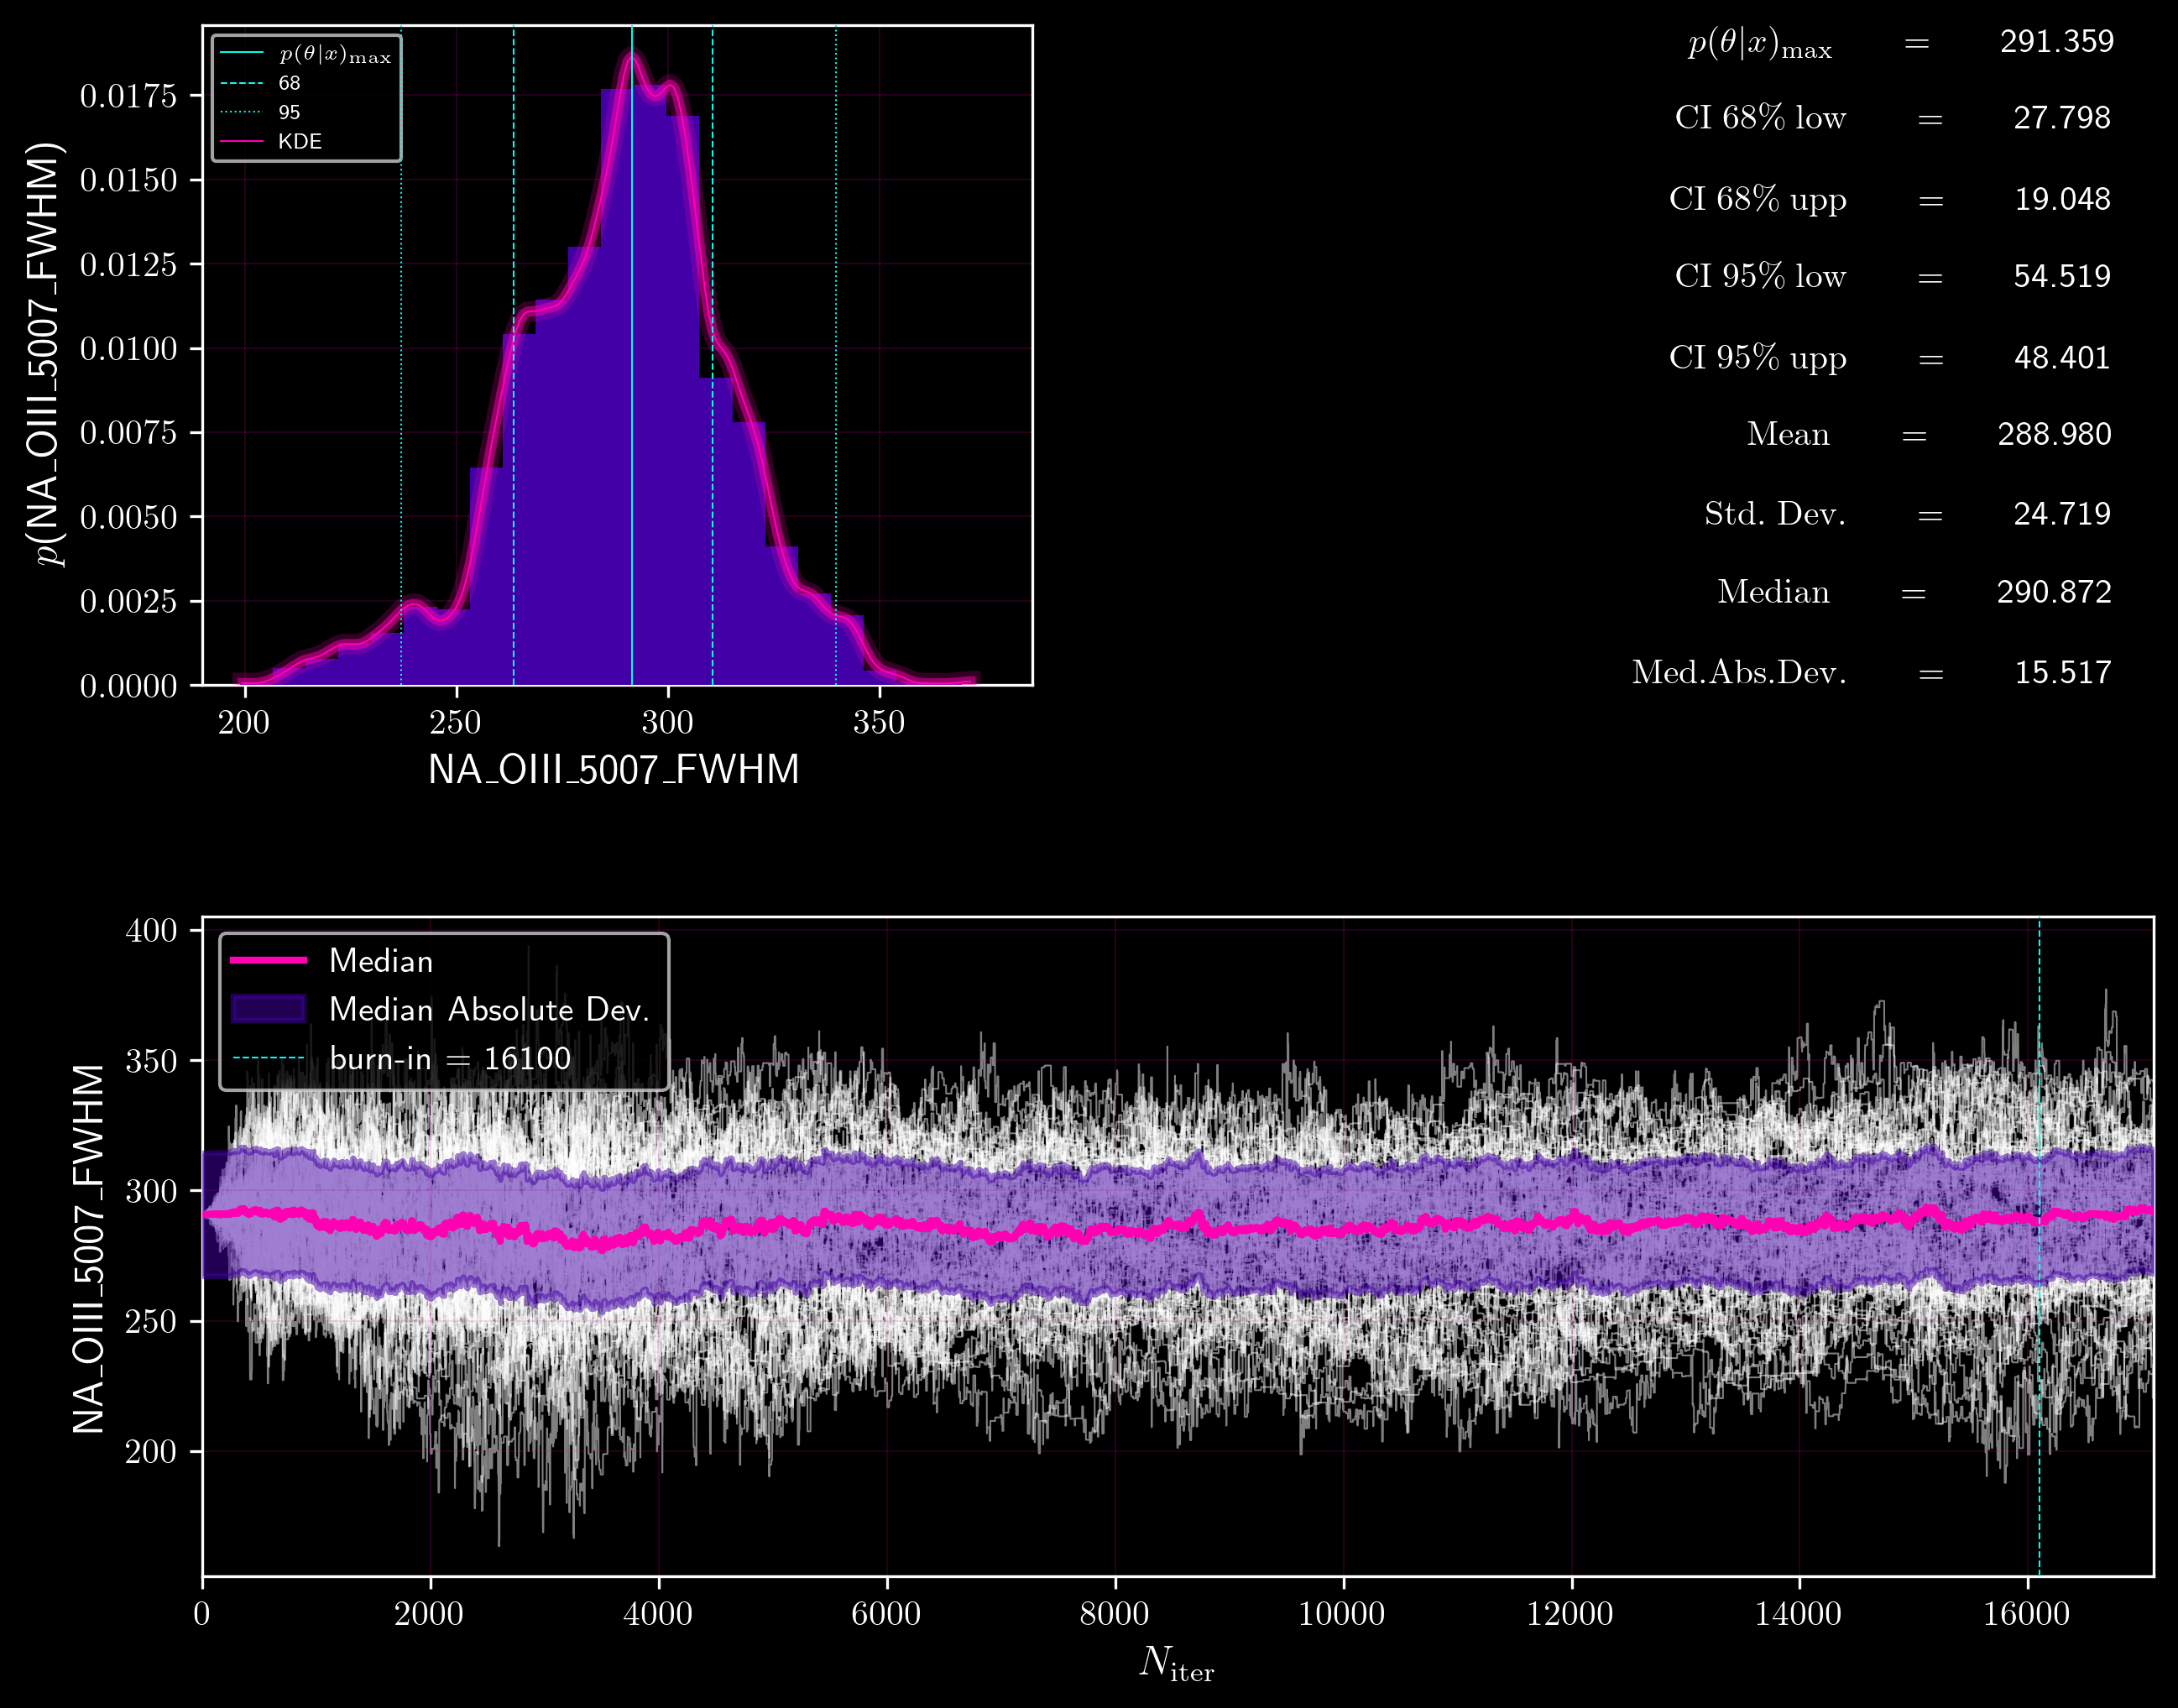 p(θ|x)max
68
95
KDE
0.0175
0.0150
0.0125
0.0100
0.0075
0.0050
0.0025
0.0000
p(NA_OIII_5007_FWHM)
200 250 300 350
NA_OIII_5007_FWHM
p(θ|x)max = 291.359
CI 68% low = 27.798
CI 68% upp = 19.048
CI 95% low = 54.519
CI 95% upp = 48.401
Mean = 288.980
Std. Dev. = 24.719
Median = 290.872
Med.Abs.Dev. = 15.517
400
350
300
250
200
NA_OIII_5007_FWHM
Median
Median Absolute Dev.
burn-in = 16100
0 2000 4000 6000 8000 10000 12000 14000 16000
Niter